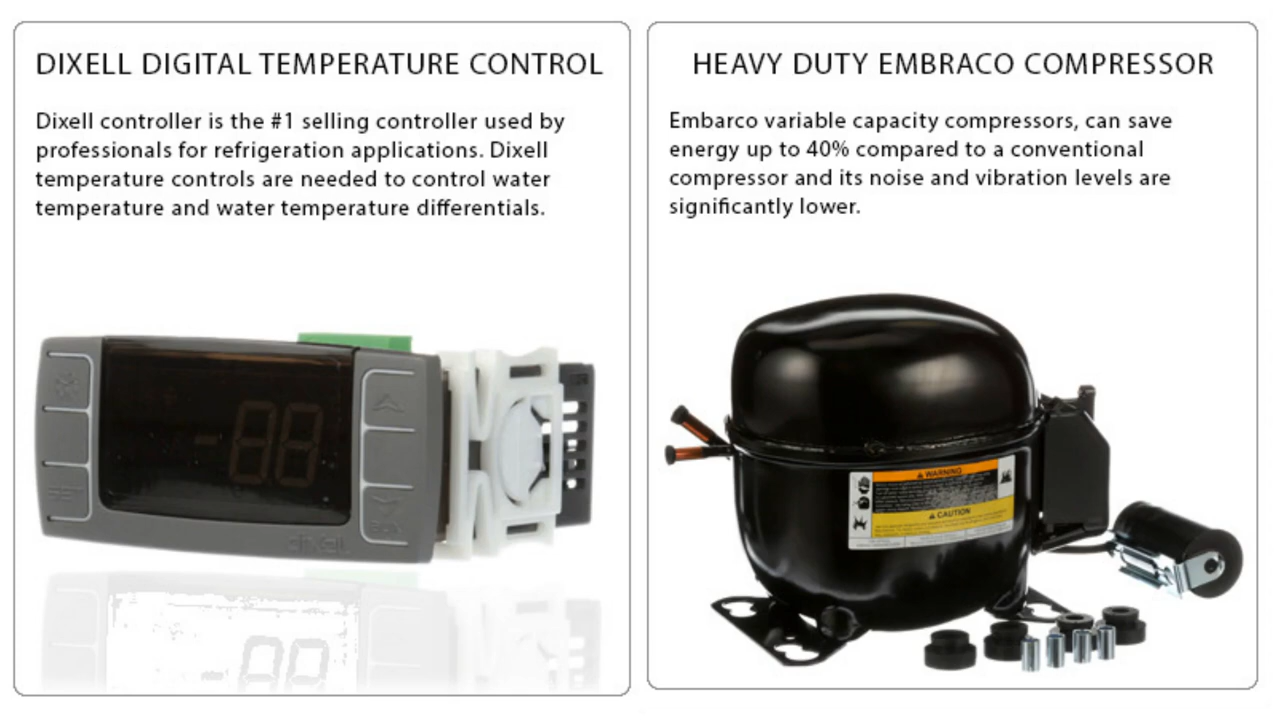 DIXELL DIGITAL TEMPERATURE CONTROL
Dixell controller is the #1 selling controller used by
professionals for refrigeration applications. Dixell
temperature controls are needed to control water
temperature and water temperature differentials.
-88
SET
dixell
HEAVY DUTY EMBRACO COMPRESSOR
Embarco variable capacity compressors, can save
energy up to 40% compared to a conventional
compressor and its noise and vibration levels are
significantly lower.
WARNING
CAUTION